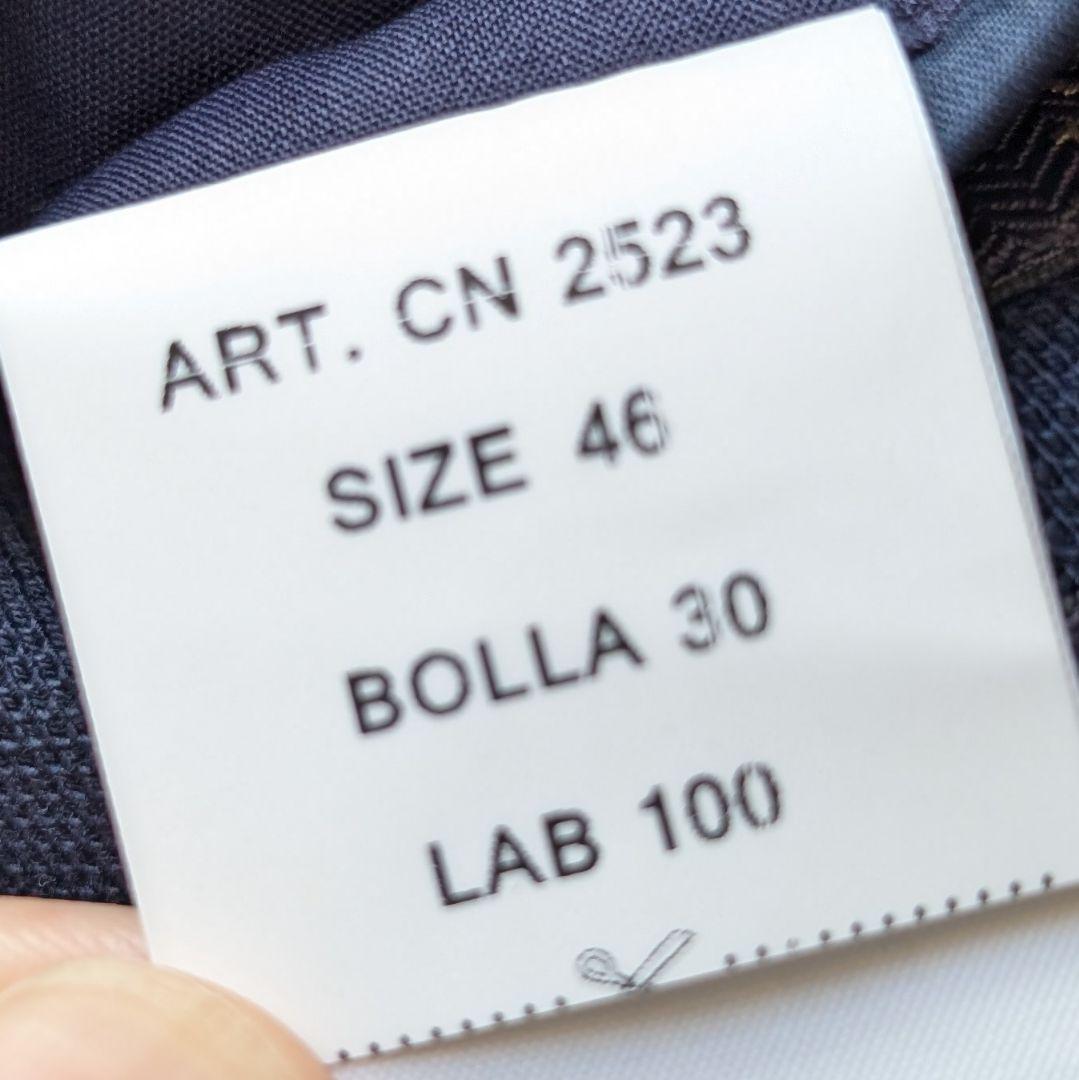 ART. CN 2523
SIZE 46
BOLLA 30
LAB 100